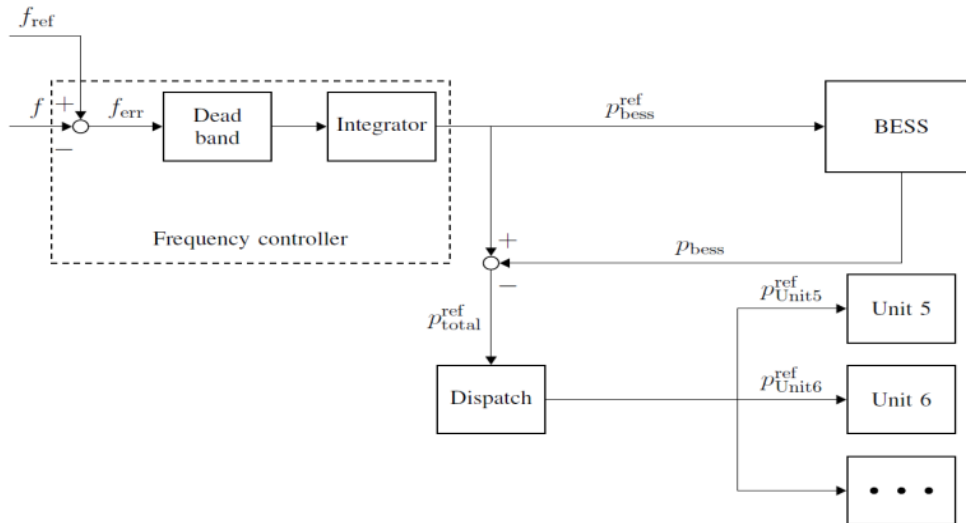 f_ref
f
+
−
f_err
Dead
band
Integrator
Frequency controller
p_bess^ref
BESS
+
−
p_bess
p_total^ref
Dispatch
p_Unit5^ref
Unit 5
p_Unit6^ref
Unit 6
• • •